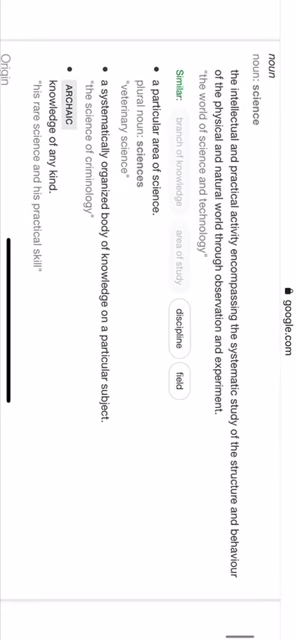 google.com
noun
noun: science
the intellectual and practical activity encompassing the systematic study of the structure and behaviour
of the physical and natural world through observation and experiment.
"the world of science and technology"
Similar: branch of knowledge area of study discipline field
• a particular area of science.
plural noun: sciences
"veterinary science"
• a systematically organized body of knowledge on a particular subject.
"the science of criminology"
• ARCHAIC
knowledge of any kind.
"his rare science and his practical skill"
Origin